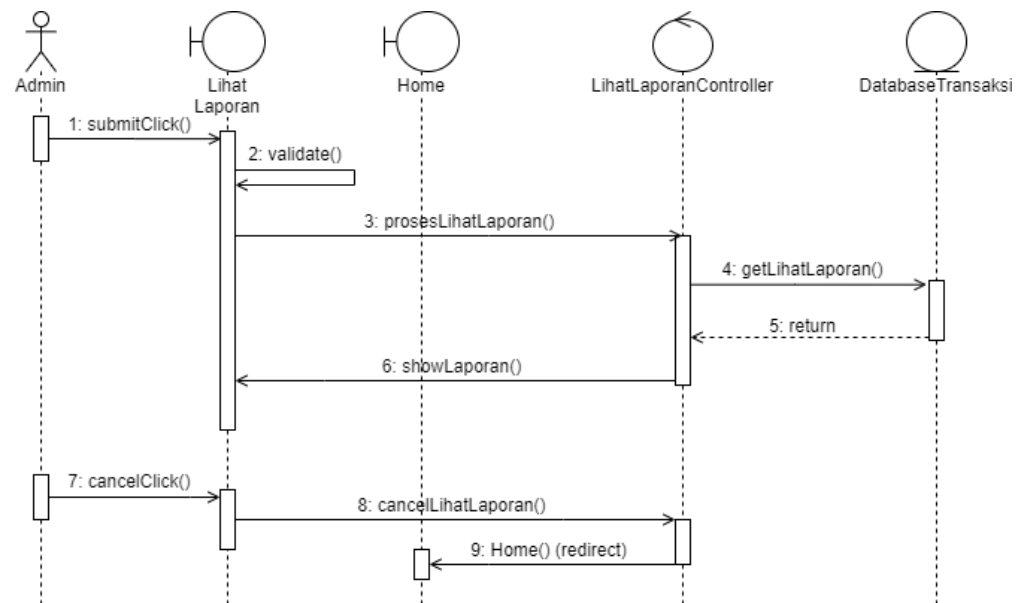 Admin
Lihat
Laporan
Home
LihatLaporanController
DatabaseTransaksi
1: submitClick()
2: validate()
3: prosesLihatLaporan()
4: getLihatLaporan()
5: return
6: showLaporan()
7: cancelClick()
8: cancelLihatLaporan()
9: Home() (redirect)